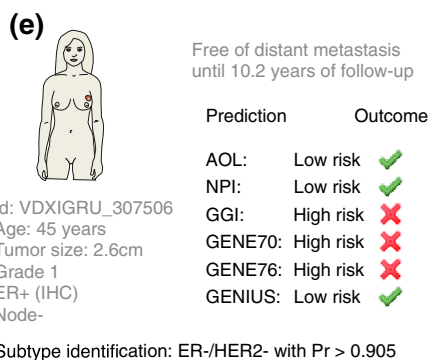 (e)
Free of distant metastasis
until 10.2 years of follow-up
Prediction Outcome
AOL: Low risk
NPI: Low risk
GGI: High risk
GENE70: High risk
GENE76: High risk
GENIUS: Low risk
d: VDXIGRU_307506
Age: 45 years
Tumor size: 2.6cm
Grade 1
ER+ (IHC)
Node-
Subtype identification: ER-/HER2- with Pr > 0.905